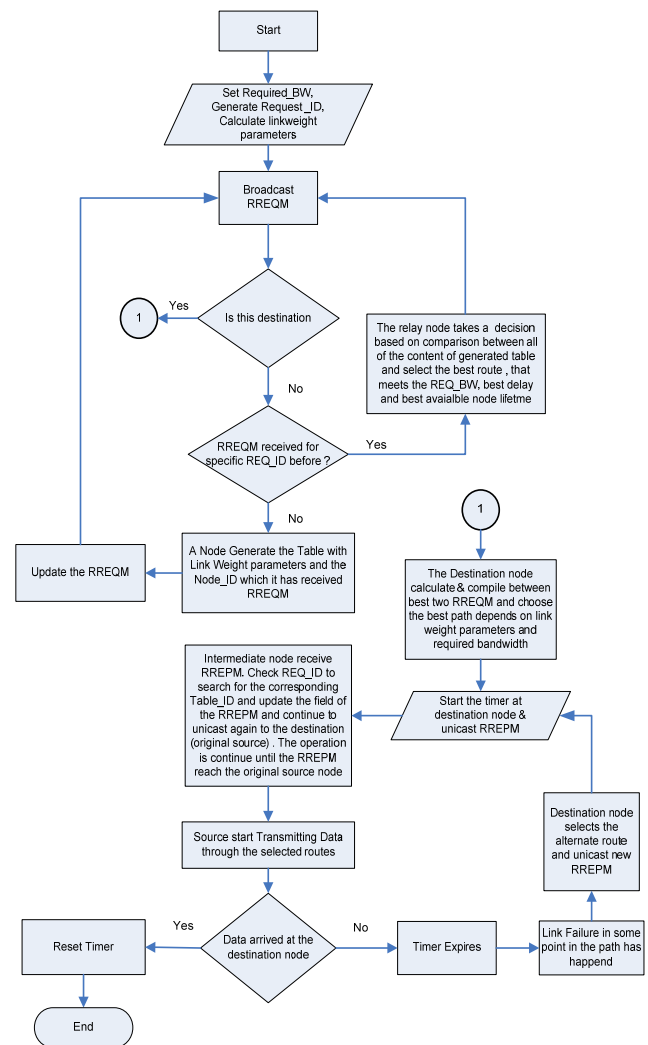 Start
Set Required_BW,
Generate Request_ID,
Calculate linkweight
parameters
Broadcast
RREQM
Yes
1
Is this destination
The relay node takes a decision
based on comparison between all
of the content of generated table
and select the best route , that
meets the REQ_BW, best delay
and best avaialble node lifetme
No
RREQM received for
specific REQ_ID before ?
Yes
No
1
A Node Generate the Table with
Link Weight parameters and the
Node_ID which it has received
RREQM
Update the RREQM
The Destination node
calculate & compile between
best two RREQM and choose
the best path depends on link
weight parameters and
required bandwidth
Intermediate node receive
RREPM. Check REQ_ID to
search for the corresponding
Table_ID and update the field of
the RREPM and continue to
unicast again to the destination
(original source) . The operation
is continue until the RREPM
reach the original source node
Start the timer at
destination node &
unicast RREPM
Destination node
selects the
alternate route
and unicast new
RREPM
Source start Transmitting Data
through the selected routes
Yes
Data arrived at the
destination node
No
Reset Timer
Timer Expires
Link Failure in some
point in the path has
happend
End